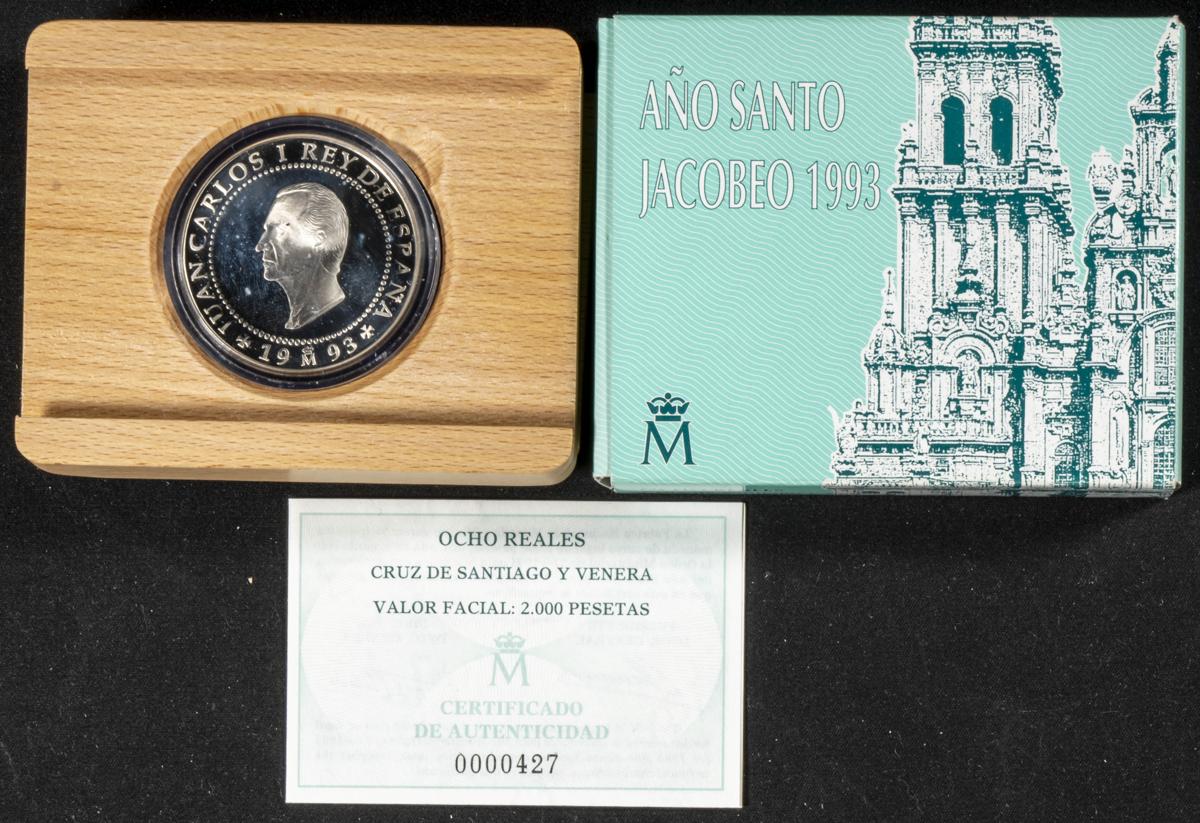 IUAN CARLOS I REY DE ESPAÑA
19 M 93
AÑO SANTO
JACOBEO 1993
M
OCHO REALES
CRUZ DE SANTIAGO Y VENERA
VALOR FACIAL: 2.000 PESETAS
M
CERTIFICADO
DE AUTENTICIDAD
0000427